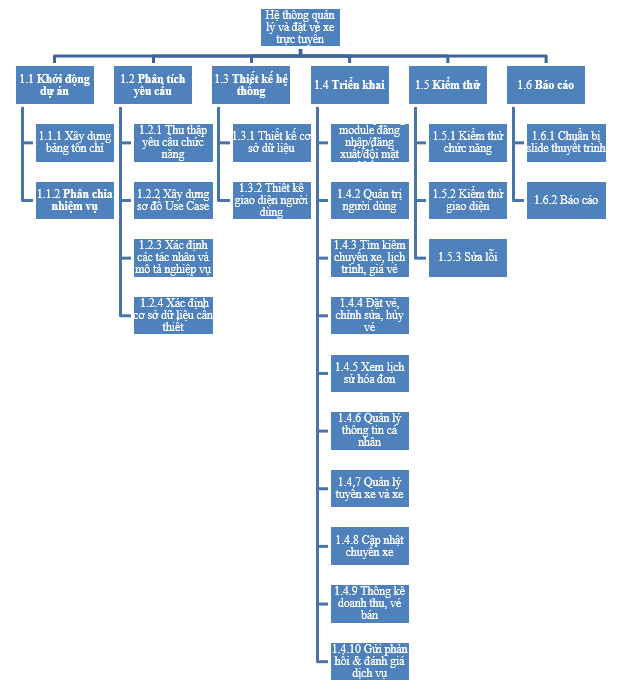 Hệ thống quản
lý và đặt vé xe
trực tuyến
1.1 Khởi động
dự án
1.1.1 Xây dựng
bảng tôn chỉ
1.1.2 Phân chia
nhiệm vụ
1.2 Phân tích
yêu cầu
1.2.1 Thu thập
yêu cầu chức
năng
1.2.2 Xây dựng
sơ đồ Use Case
1.2.3 Xác định
các tác nhân và
mô tả nghiệp vụ
1.2.4 Xác định
cơ sở dữ liệu cần
thiết
1.3 Thiết kế hệ
thống
1.3.1 Thiết kế cơ
sở dữ liệu
1.3.2 Thiết kế
giao diện người
dùng
1.4 Triển khai
module đăng
nhập/đăng
xuất/đổi mật
1.4.2 Quản trị
người dùng
1.4.3 Tìm kiếm
chuyến xe, lịch
trình, giá vé
1.4.4 Đặt vé,
chỉnh sửa, hủy
vé
1.4.5 Xem lịch
sử hóa đơn
1.4.6 Quản lý
thông tin cá
nhân
1.4.7 Quản lý
tuyến xe và xe
1.4.8 Cập nhật
chuyến xe
1.4.9 Thống kê
doanh thu, vé
bán
1.4.10 Gửi phản
hồi & đánh giá
dịch vụ
1.5 Kiểm thử
1.5.1 Kiểm thử
chức năng
1.5.2 Kiểm thử
giao diện
1.5.3 Sửa lỗi
1.6 Báo cáo
1.6.1 Chuẩn bị
slide thuyết trình
1.6.2 Báo cáo